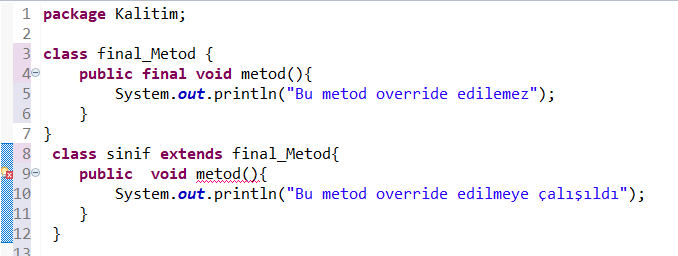 1 package Kalitim;
2
3 class final_Metod {
4 public final void metod(){
5 System.out.println("Bu metod override edilemez");
6 }
7 }
8 class sinif extends final_Metod{
9 public  void metod(){
10 System.out.println("Bu metod override edilmeye çalışıldı");
11 }
12 }
13